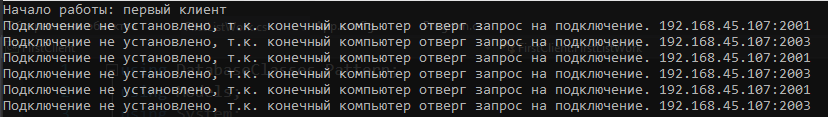 Начало работы: первый клиент
Подключение не установлено, т.к. конечный компьютер отверг запрос на подключение. 192.168.45.107:2001
Подключение не установлено, т.к. конечный компьютер отверг запрос на подключение. 192.168.45.107:2003
Подключение не установлено, т.к. конечный компьютер отверг запрос на подключение. 192.168.45.107:2001
Подключение не установлено, т.к. конечный компьютер отверг запрос на подключение. 192.168.45.107:2003
Подключение не установлено, т.к. конечный компьютер отверг запрос на подключение. 192.168.45.107:2001
Подключение не установлено, т.к. конечный компьютер отверг запрос на подключение. 192.168.45.107:2003